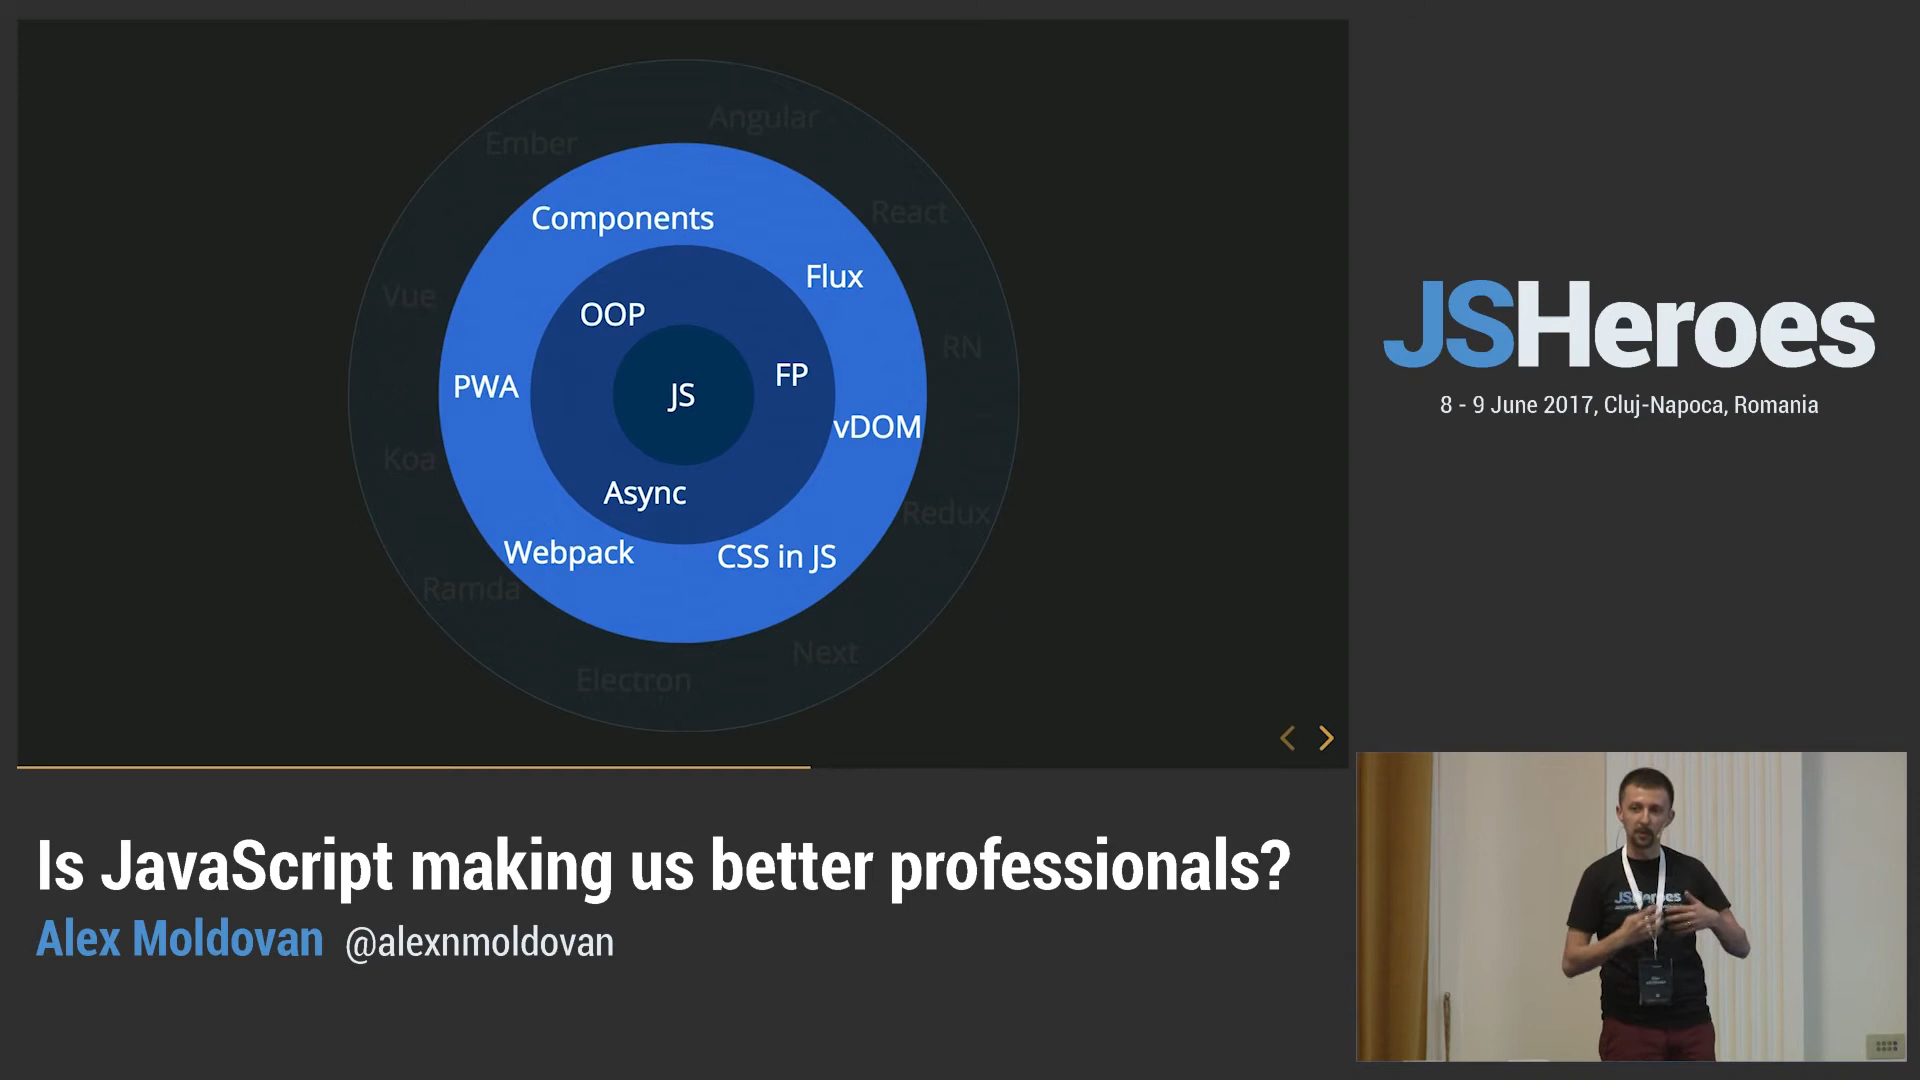 Angular
Ember
Components
React
Flux
Vue
OOP
RN
FP
PWA
JS
vDOM
Koa
Async
Redux
Webpack
CSS in JS
Ramda
Next
Electron
JSHeroes
8 - 9 June 2017, Cluj-Napoca, Romania
Is JavaScript making us better professionals?
Alex Moldovan @alexnmoldovan
JSHeroes